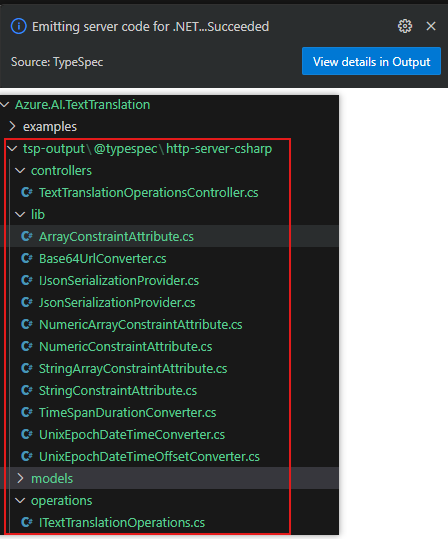 Emitting server code for .NET...Succeeded
Source: TypeSpec
View details in Output
Azure.AI.TextTranslation
examples
tsp-output\@typespec\http-server-csharp
controllers
C# TextTranslationOperationsController.cs
lib
C# ArrayConstraintAttribute.cs
C# Base64UrlConverter.cs
C# IJsonSerializationProvider.cs
C# JsonSerializationProvider.cs
C# NumericArrayConstraintAttribute.cs
C# NumericConstraintAttribute.cs
C# StringArrayConstraintAttribute.cs
C# StringConstraintAttribute.cs
C# TimeSpanDurationConverter.cs
C# UnixEpochDateTimeConverter.cs
C# UnixEpochDateTimeOffsetConverter.cs
models
operations
C# ITextTranslationOperations.cs